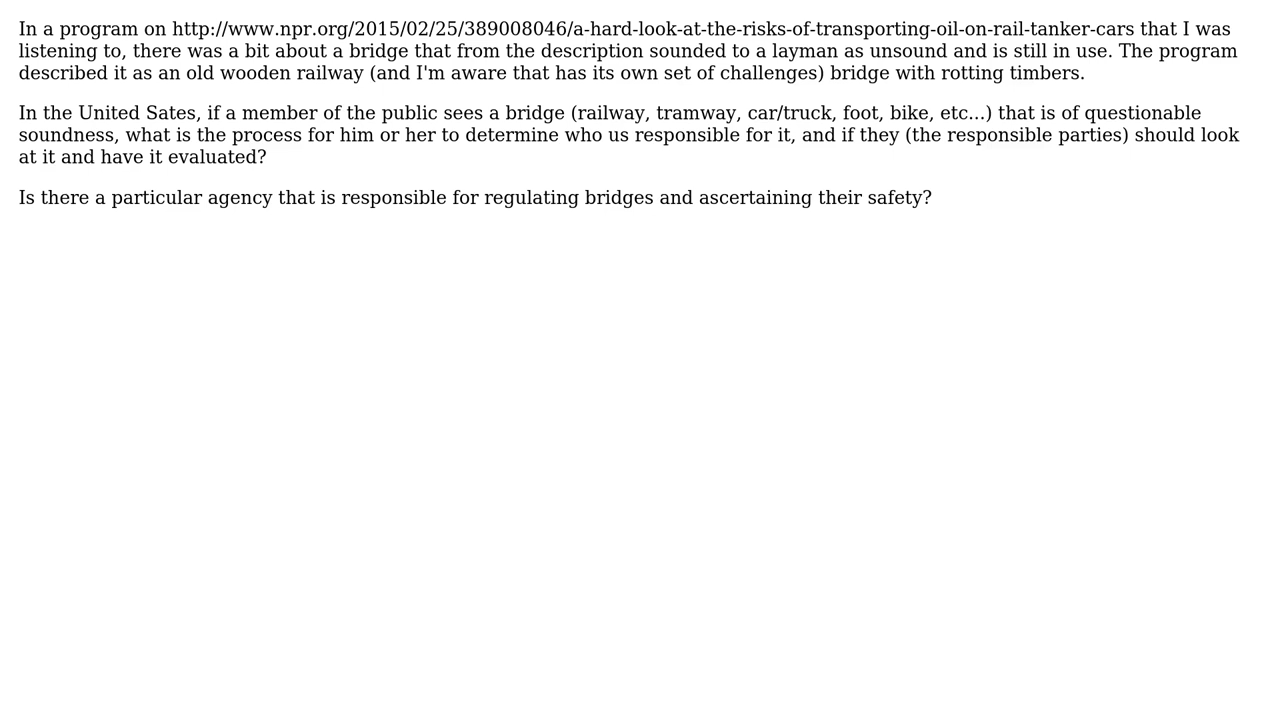 In a program on http://www.npr.org/2015/02/25/389008046/a-hard-look-at-the-risks-of-transporting-oil-on-rail-tanker-cars that I was
listening to, there was a bit about a bridge that from the description sounded to a layman as unsound and is still in use. The program
described it as an old wooden railway (and I'm aware that has its own set of challenges) bridge with rotting timbers.
In the United Sates, if a member of the public sees a bridge (railway, tramway, car/truck, foot, bike, etc...) that is of questionable
soundness, what is the process for him or her to determine who us responsible for it, and if they (the responsible parties) should look
at it and have it evaluated?
Is there a particular agency that is responsible for regulating bridges and ascertaining their safety?